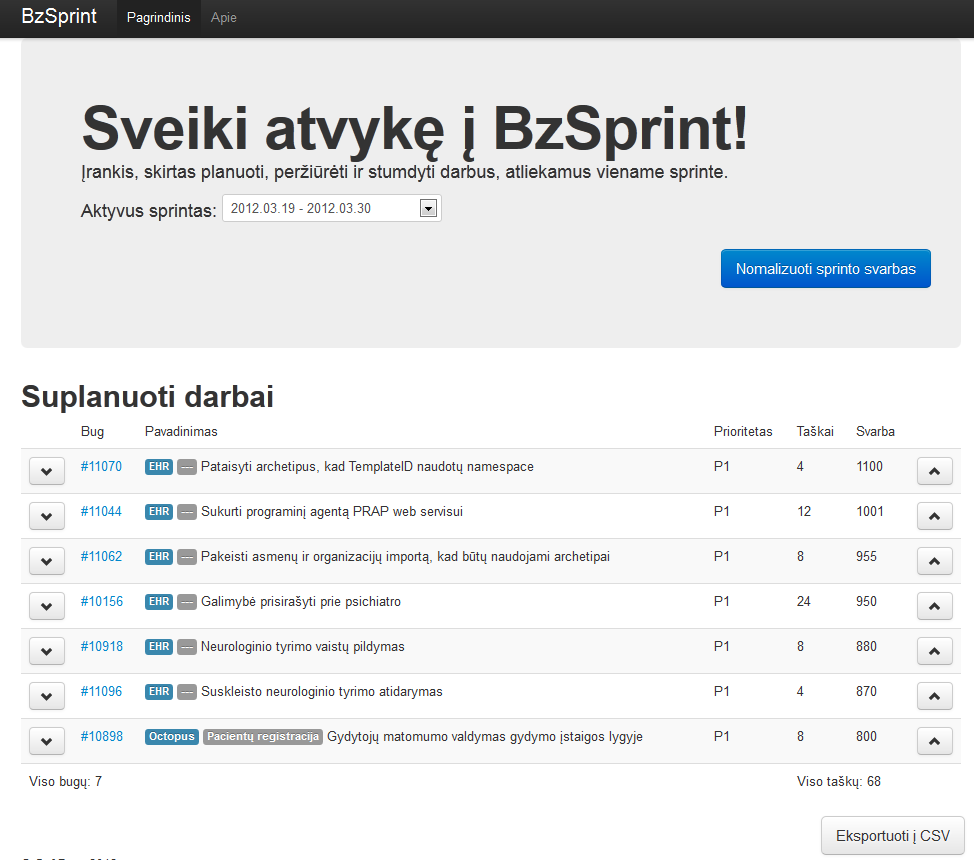 BzSprint Pagrindinis Apie
Sveiki atvykę į BzSprint!
Įrankis, skirtas planuoti, peržiūrėti ir stumdyti darbus, atliekamus viename sprinte.
Aktyvus sprintas: 2012.03.19 - 2012.03.30
Nomalizuoti sprinto svarbas
Suplanuoti darbai
Bug Pavadinimas Prioritetas Taškai Svarba
#11070 EHR --- Pataisyti archetipus, kad TemplateID naudotų namespace P1 4 1100
#11044 EHR --- Sukurti programinį agentą PRAP web servisui P1 12 1001
#11062 EHR --- Pakeisti asmenų ir organizacijų importą, kad būtų naudojami archetipai P1 8 955
#10156 EHR --- Galimybė prisirašyti prie psichiatro P1 24 950
#10918 EHR --- Neurologinio tyrimo vaistų pildymas P1 8 880
#11096 EHR --- Suskleisto neurologinio tyrimo atidarymas P1 4 870
#10898 Octopus Pacientų registracija Gydytojų matomumo valdymas gydymo įstaigos lygyje P1 8 800
Viso bugų: 7 Viso taškų: 68
Eksportuoti į CSV